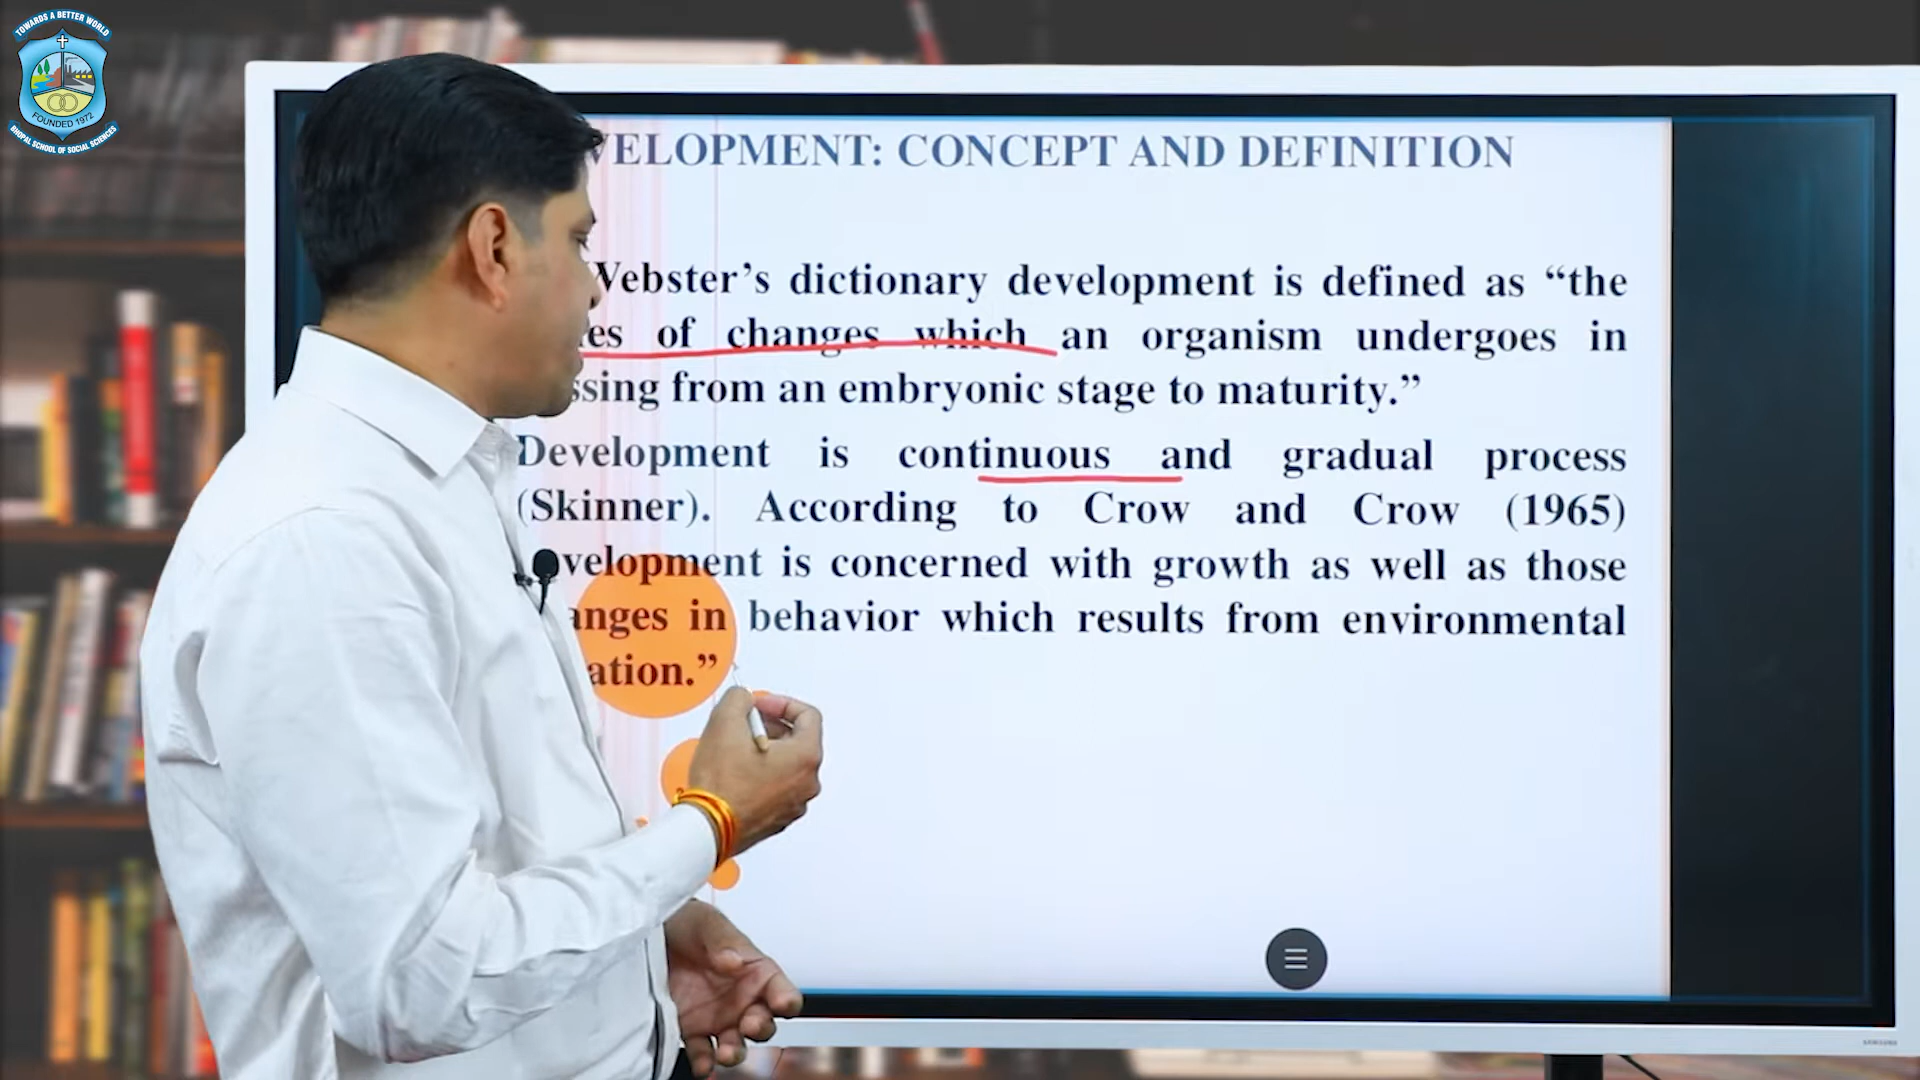 TOWARDS A BETTER WORLD
FOUNDED 1972
BHOPAL SCHOOL OF SOCIAL SCIENCES
VELOPMENT: CONCEPT AND DEFINITION
Webster’s dictionary development is defined as “the
es of changes which an organism undergoes in
ssing from an embryonic stage to maturity.”
Development is continuous and gradual process
(Skinner). According to Crow and Crow (1965)
velopment is concerned with growth as well as those
anges in behavior which results from environmental
ation.”
SAMSUNG